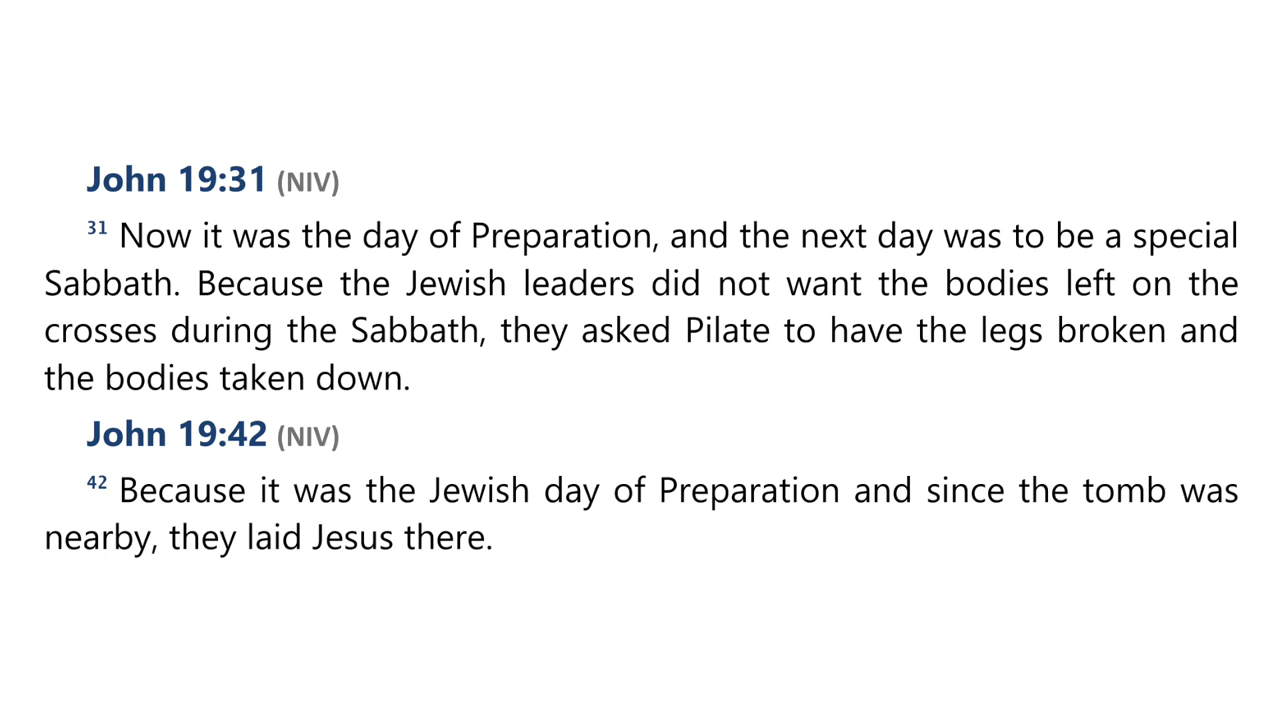 John 19:31 (NIV)
31 Now it was the day of Preparation, and the next day was to be a special
Sabbath. Because the Jewish leaders did not want the bodies left on the
crosses during the Sabbath, they asked Pilate to have the legs broken and
the bodies taken down.
John 19:42 (NIV)
42 Because it was the Jewish day of Preparation and since the tomb was
nearby, they laid Jesus there.